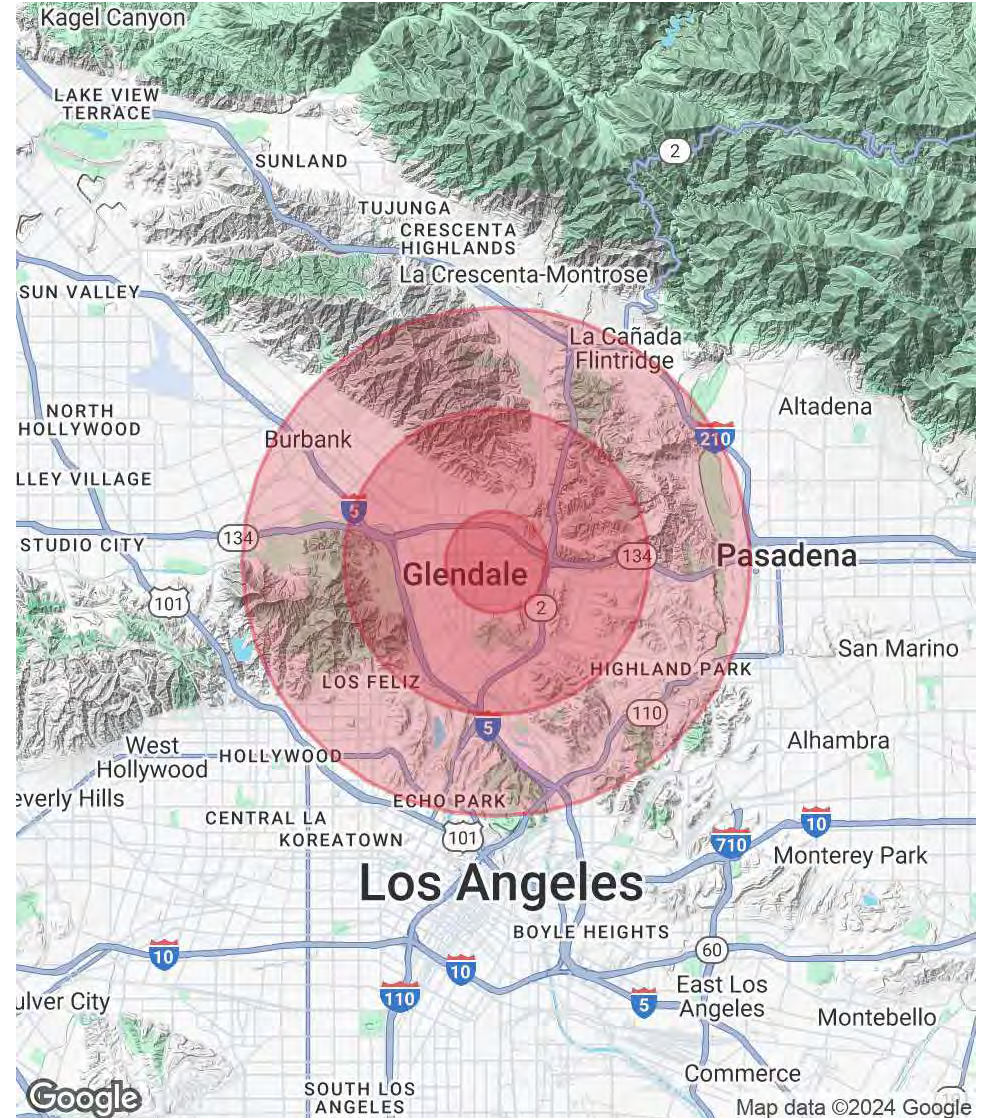 Kagel Canyon
LAKE VIEW
TERRACE
2
SUNLAND
TUJUNGA
CRESCENTA
HIGHLANDS
La Crescenta-Montrose
SUN VALLEY
La Cañada
Flintridge
NORTH
HOLLYWOOD
Altadena
Burbank
210
LLEY VILLAGE
5
134
STUDIO CITY
134
Pasadena
Glendale
101
2
San Marino
HIGHLAND PARK
LOS FELIZ
110
5
West
Hollywood
HOLLYWOOD
Alhambra
everly Hills
ECHO PARK
CENTRAL LA
10
KOREATOWN
101
710
Monterey Park
Los Angeles
BOYLE HEIGHTS
60
10
10
110
East Los
Angeles
5
ulver City
Montebello
Commerce
SOUTH LOS
ANGELES
Google
Map data ©2024 Google